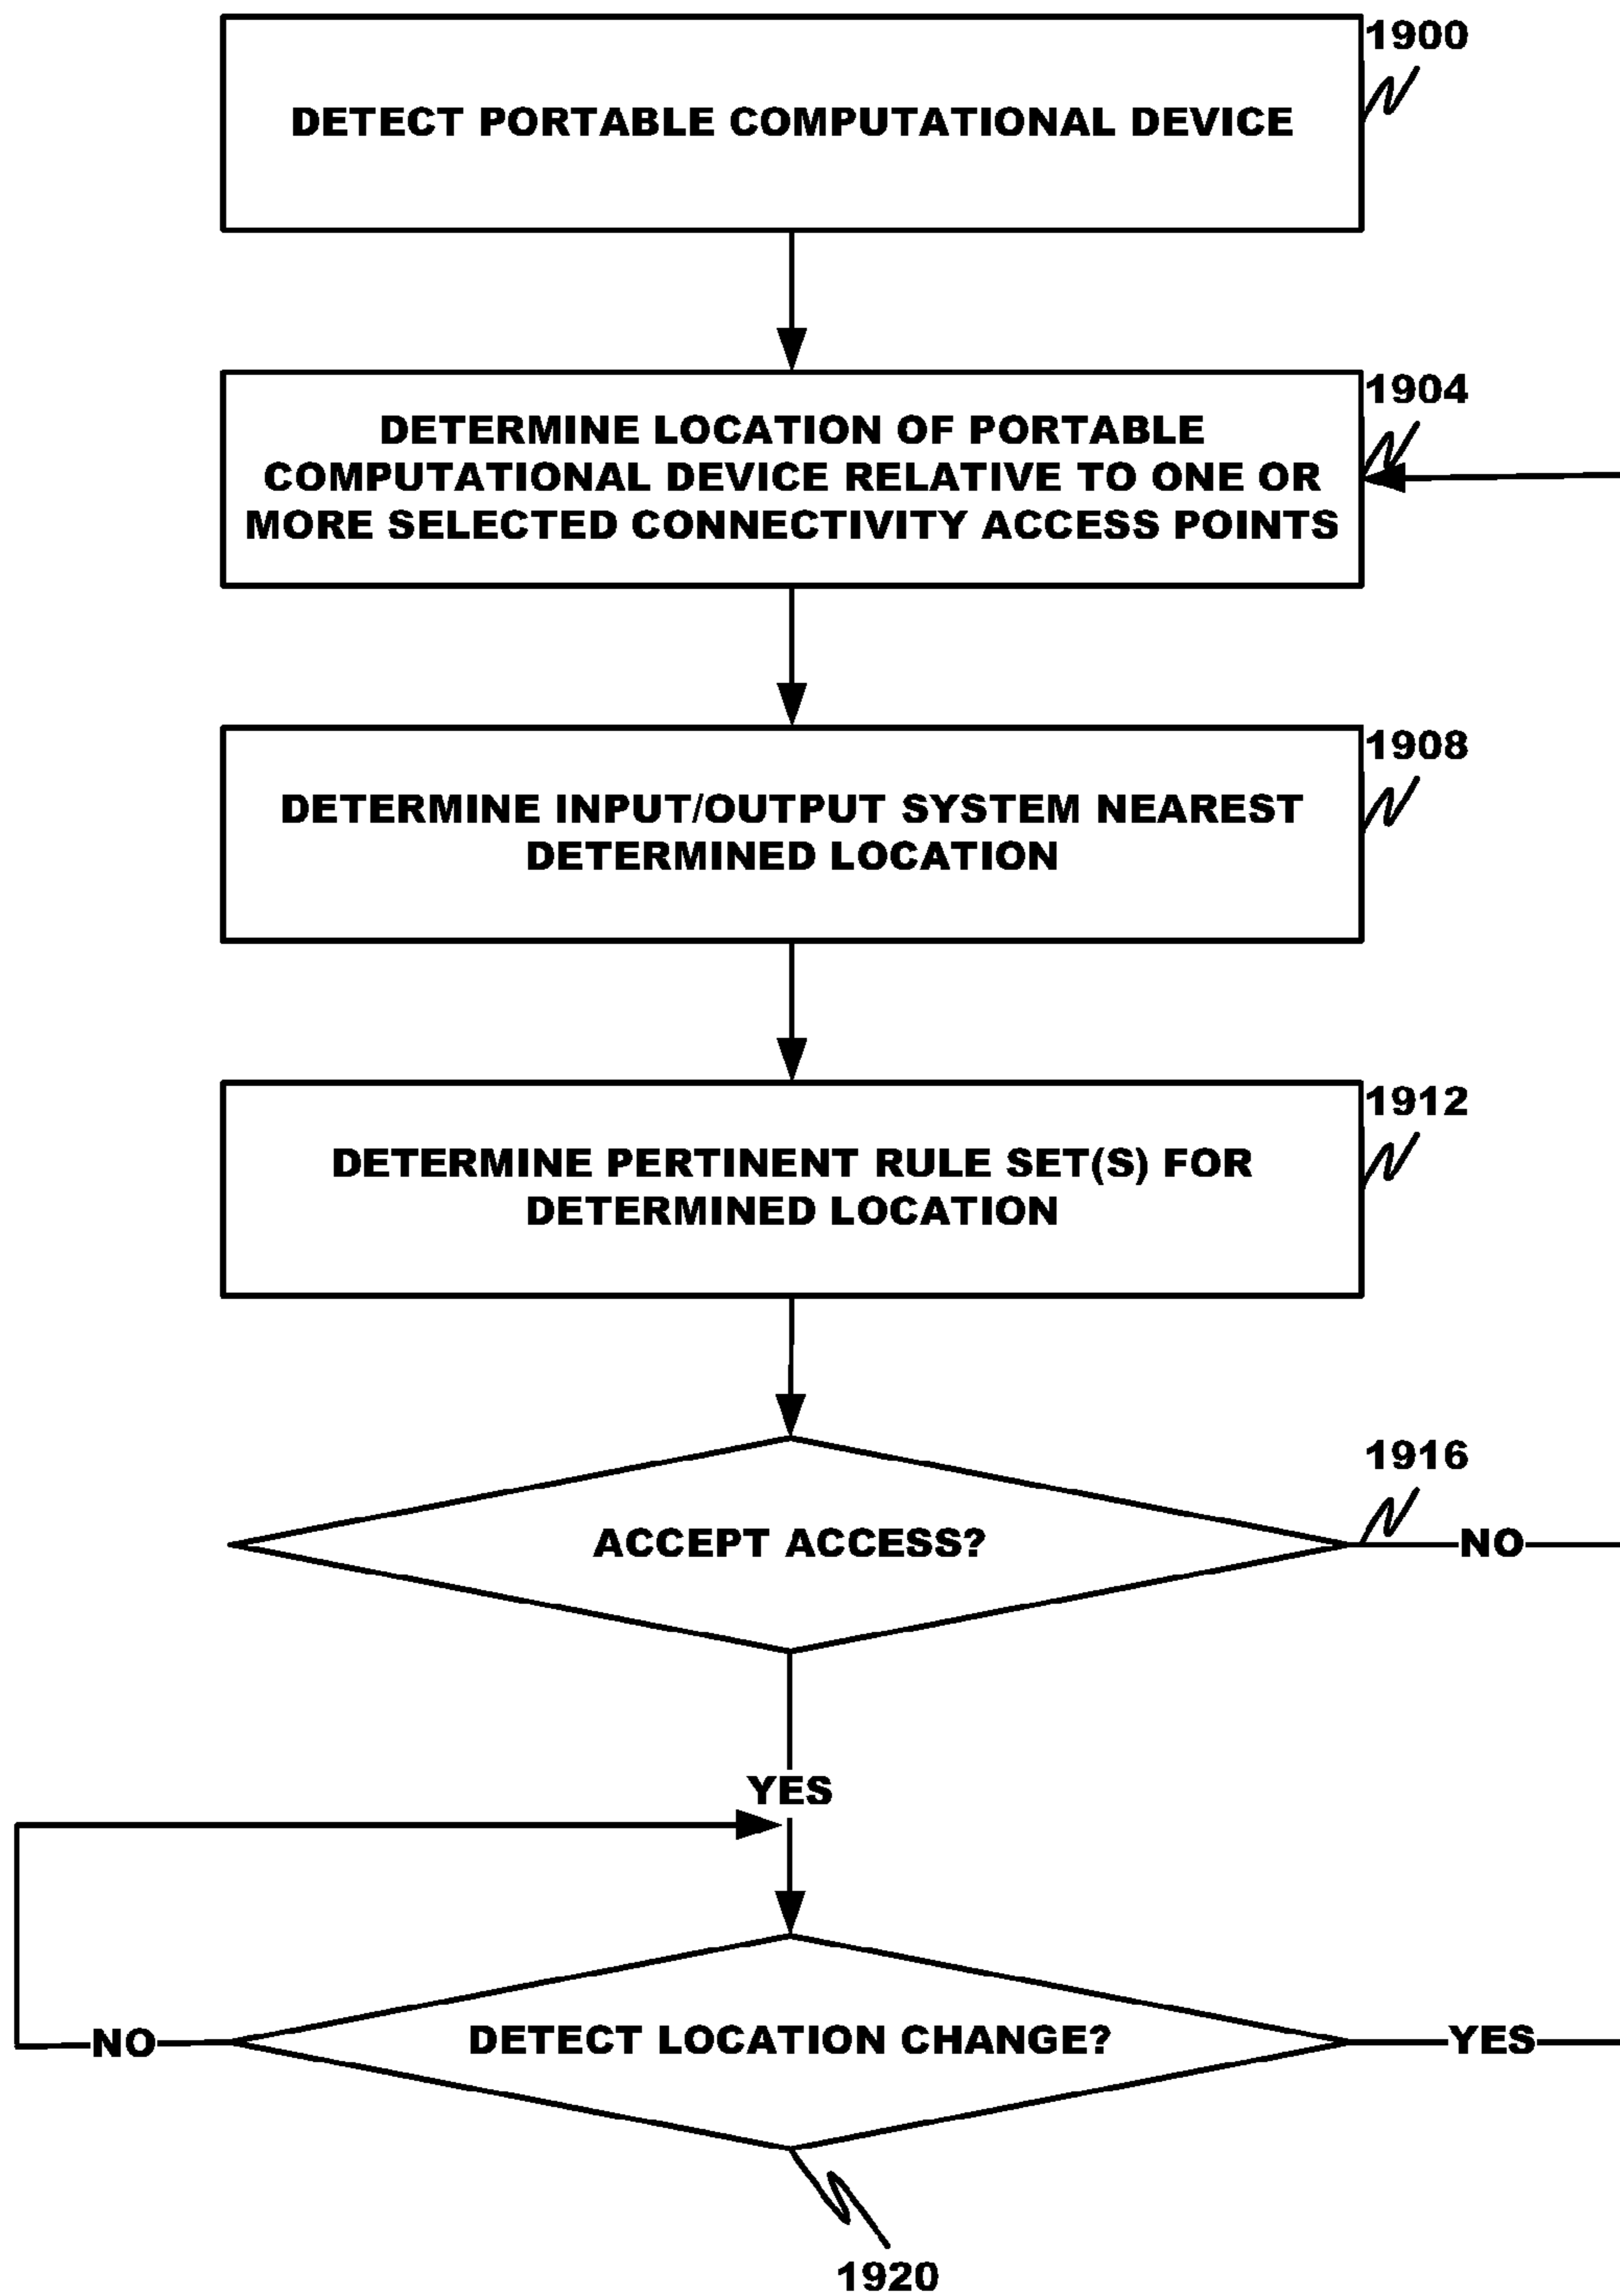 1900
DETECT PORTABLE COMPUTATIONAL DEVICE
1904
DETERMINE LOCATION OF PORTABLE
COMPUTATIONAL DEVICE RELATIVE TO ONE OR
MORE SELECTED CONNECTIVITY ACCESS POINTS
1908
DETERMINE INPUT/OUTPUT SYSTEM NEAREST
DETERMINED LOCATION
1912
DETERMINE PERTINENT RULE SET(S) FOR
DETERMINED LOCATION
1916
ACCEPT ACCESS?
NO
YES
NO
DETECT LOCATION CHANGE?
YES
1920